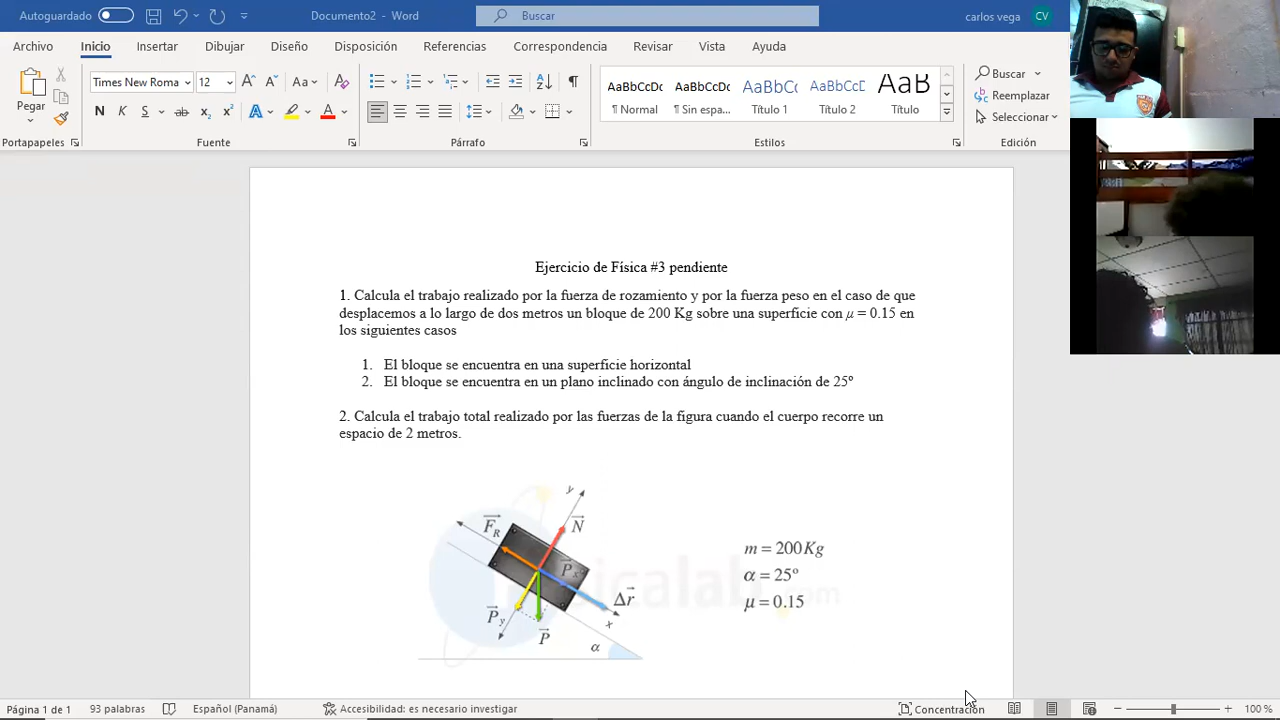 Autoguardado
Documento2 - Word
Buscar
carlos vega
CV
Archivo
Inicio
Insertar
Dibujar
Diseño
Disposición
Referencias
Correspondencia
Revisar
Vista
Ayuda
Pegar
Times New Roma
12
Aa
N K S ab x₂ x²
Portapapeles
Fuente
Párrafo
AaBbCcDc
¶ Normal
AaBbCcDc
¶ Sin espa...
AaBbCc
Título 1
AaBbCcD
Título 2
AaB
Título
Estilos
Buscar
Reemplazar
Seleccionar
Edición
Ejercicio de Física #3 pendiente
1. Calcula el trabajo realizado por la fuerza de rozamiento y por la fuerza peso en el caso de que
desplacemos a lo largo de dos metros un bloque de 200 Kg sobre una superficie con μ = 0.15 en
los siguientes casos
1. El bloque se encuentra en una superficie horizontal
2. El bloque se encuentra en un plano inclinado con ángulo de inclinación de 25º
2. Calcula el trabajo total realizado por las fuerzas de la figura cuando el cuerpo recorre un
espacio de 2 metros.
y
F_R
N
P_x
Δr
x
P_y
P
α
m = 200Kg
α = 25º
μ = 0.15
Página 1 de 1
93 palabras
Español (Panamá)
Accesibilidad: es necesario investigar
Concentración
100 %